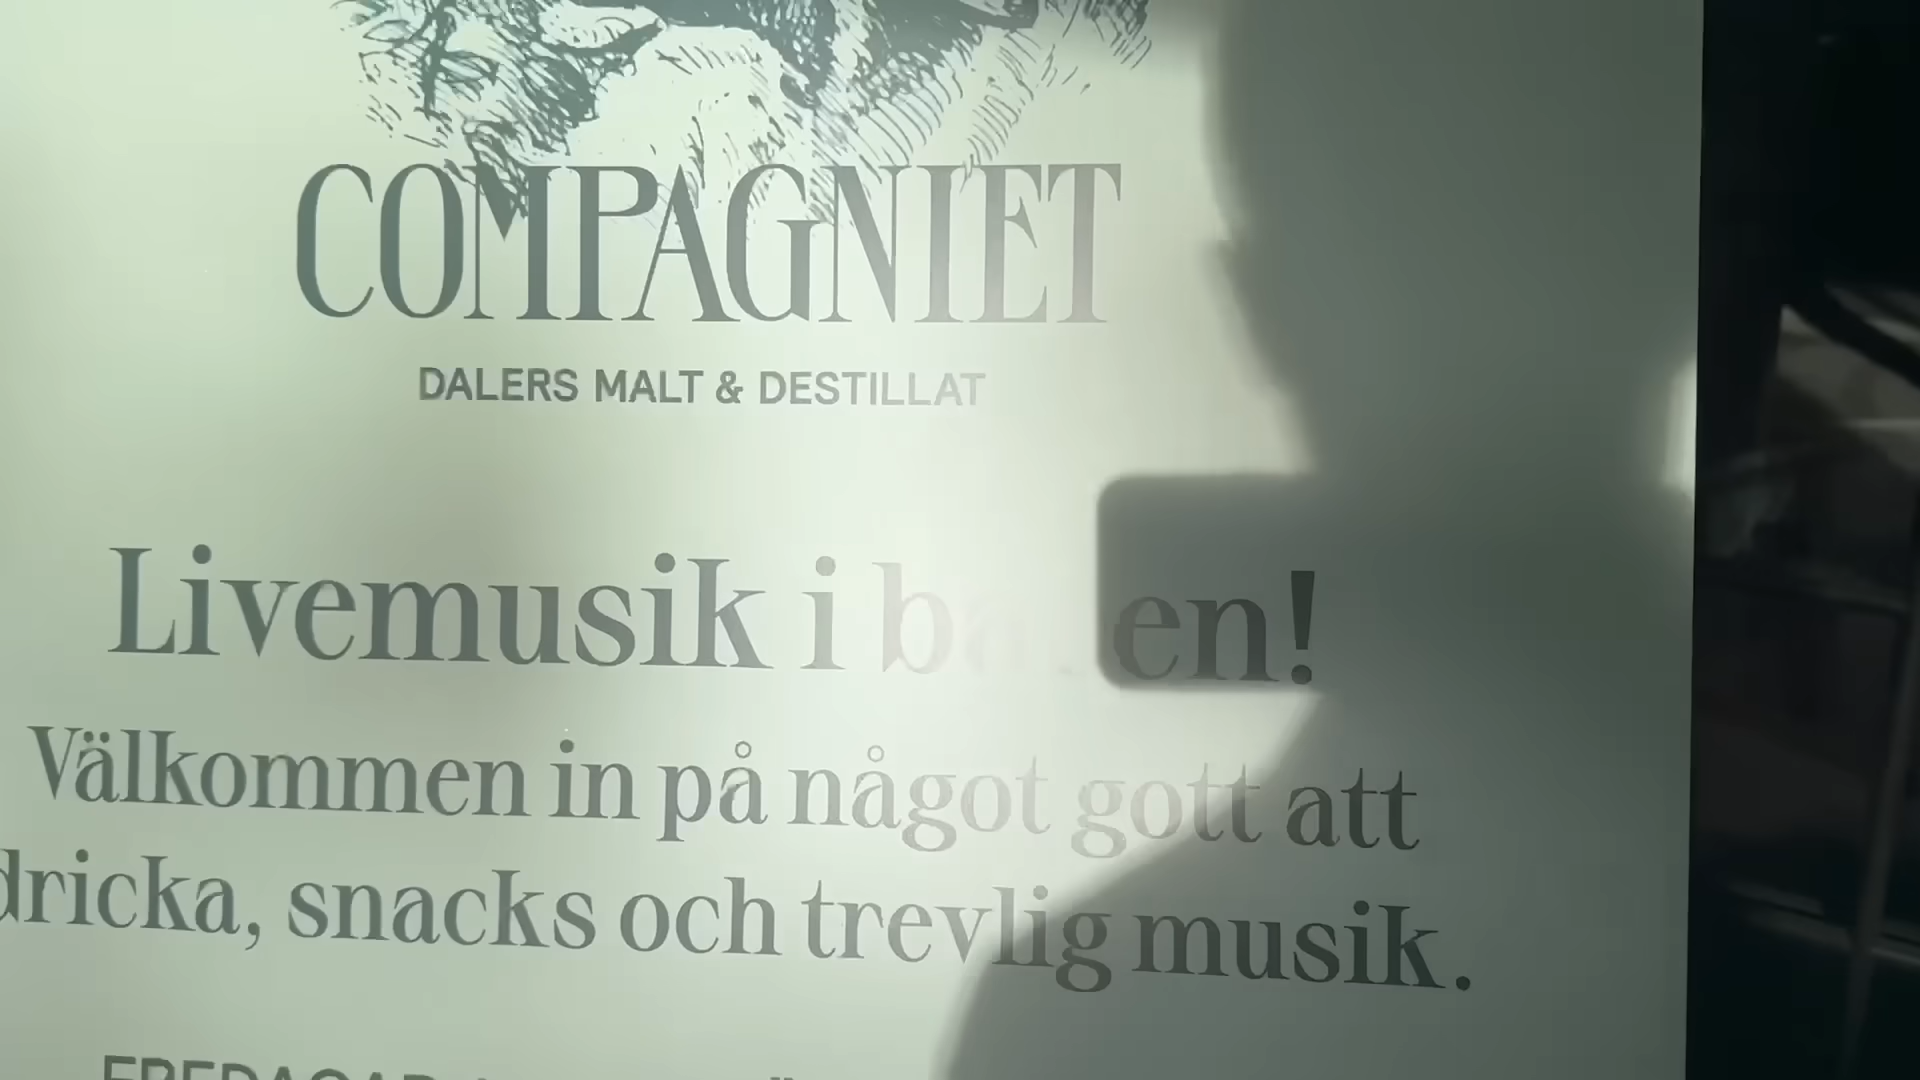 COMPAGNIET
DALERS MALT & DESTILLAT
Livemusik i baren!
Välkommen in på något gott att
dricka, snacks och trevlig musik.